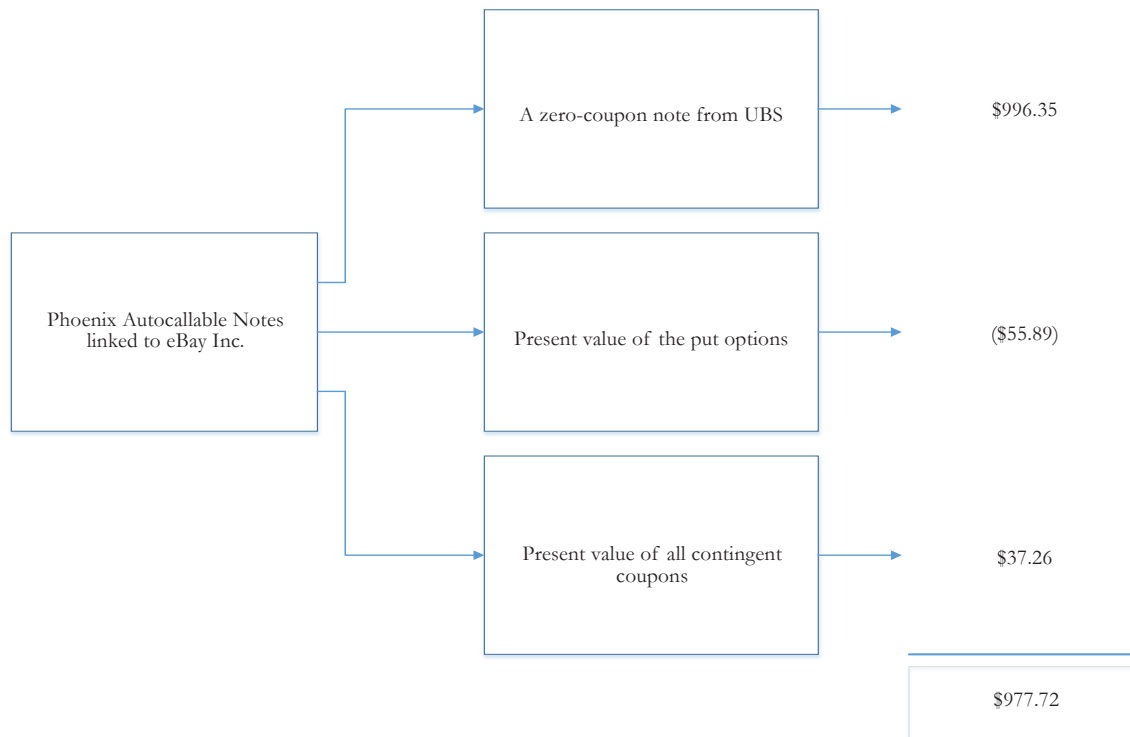 A zero-coupon note from UBS
$996.35
Phoenix Autocallable Notes
linked to eBay Inc.
Present value of the put options
($55.89)
Present value of all contingent
coupons
$37.26
$977.72